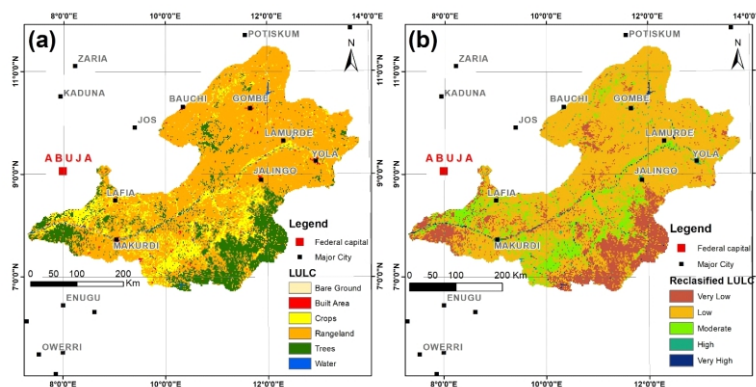 8°0'0"E
10°0'0"E
12°0'0"E
(a)
POTISKUM
N
11°0'0"N
ZARIA
KADUNA
BAUCHI
GOMBE
JOS
LAMURDE
ABUJA
YOLA
9°0'0"N
JALINGO
LAFIA
MAKURDI
7°0'0"N
0 50 100 200
Km
ENUGU
OWERRI
Legend
Federal capital
Major City
LULC
Bare Ground
Built Area
Crops
Rangeland
Trees
Water
8°0'0"E
10°0'0"E
12°0'0"E
8°0'0"E
10°0'0"E
12°0'0"E
(b)
POTISKUM
N
11°0'0"N
ZARIA
KADUNA
BAUCHI
GOMBE
JOS
LAMURDE
ABUJA
YOLA
9°0'0"N
JALINGO
LAFIA
MAKURDI
7°0'0"N
0 50 100 200 Km
ENUGU
OWERRI
Legend
Federal capital
Major City
Reclasified LULC
Very Low
Low
Moderate
High
Very High
8°0'0"E
10°0'0"E
12°0'0"E